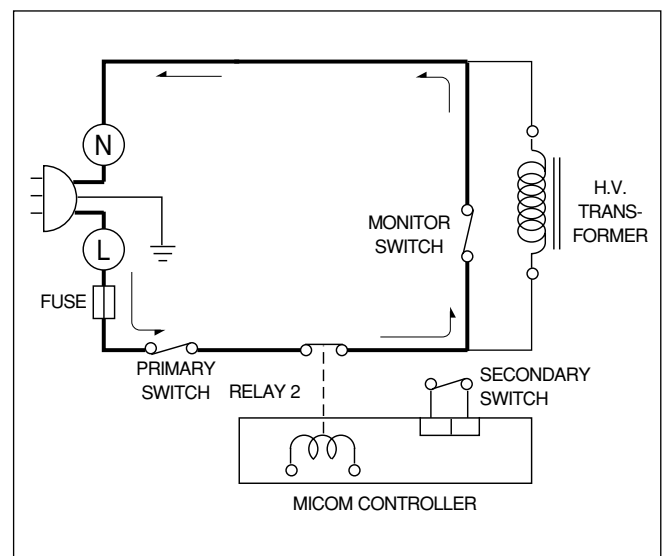 N
L
FUSE
PRIMARY
SWITCH
RELAY 2
MONITOR
SWITCH
H.V.
TRANS-
FORMER
SECONDARY
SWITCH
MICOM CONTROLLER